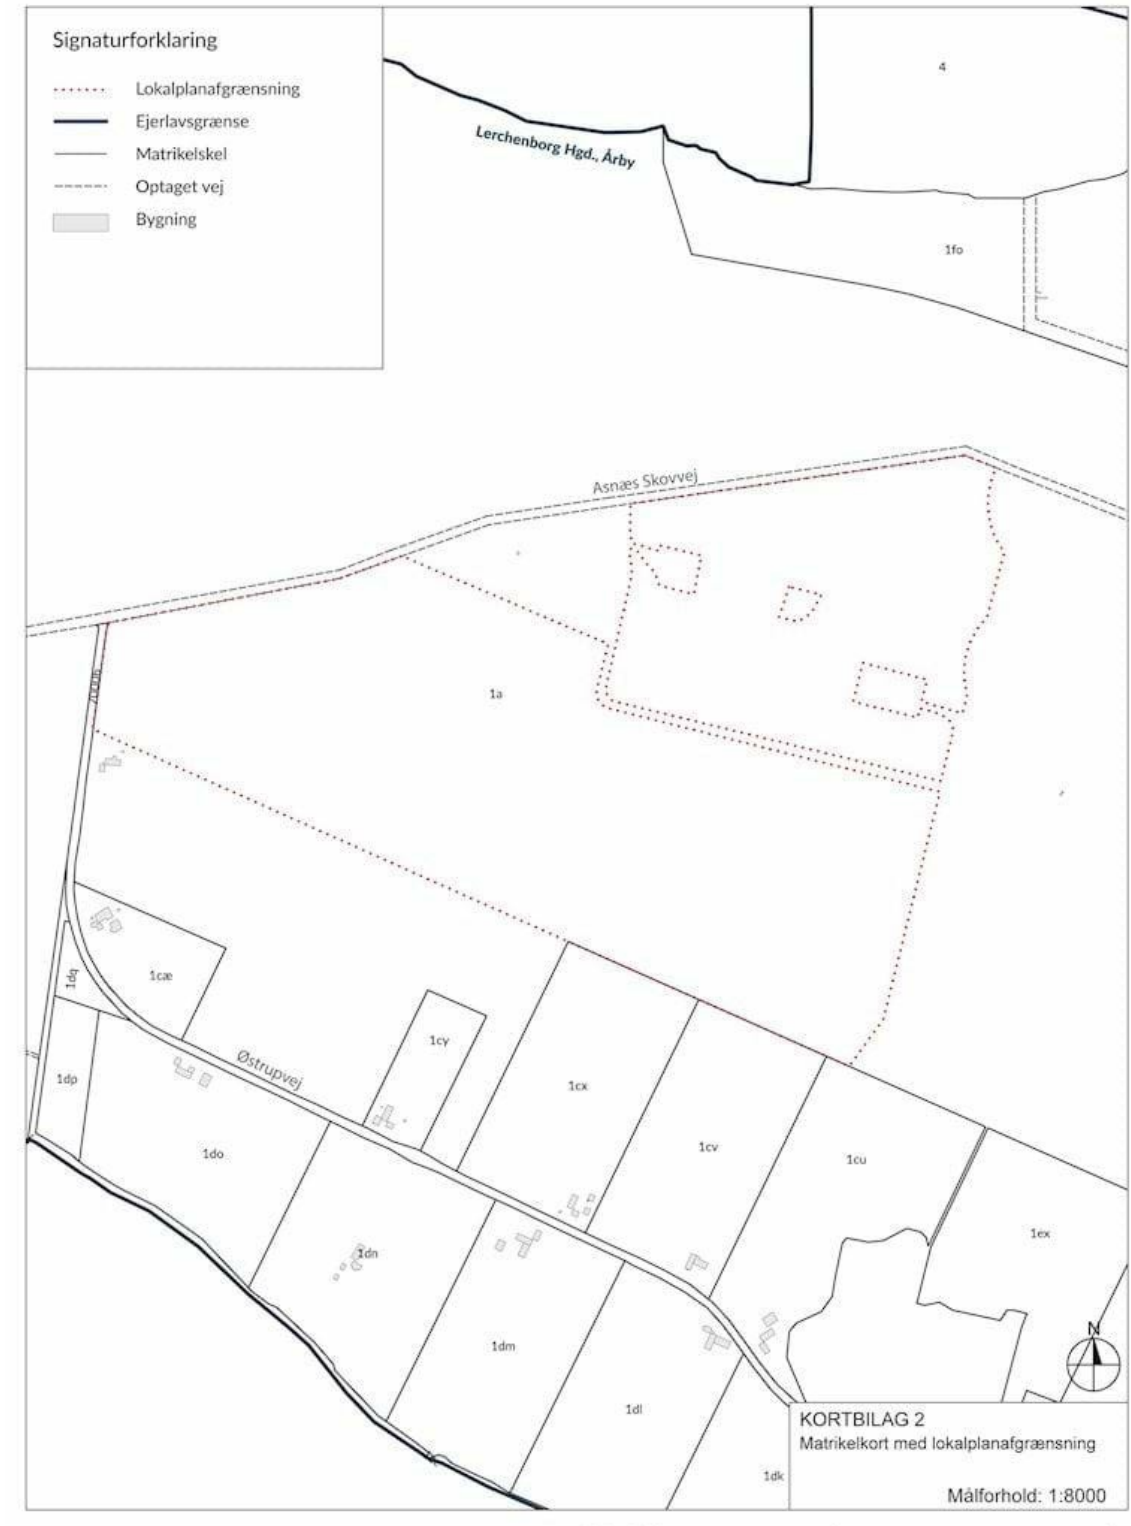 Signaturforklaring
Lokalplanafgrænsning
Ejerlavsgrænse
Matrikelskel
Optaget vej
Bygning
4
Lerchenborg Hgd., Årby
1fo
Asnæs Skovvej
1a
1cæ
1dq
1cy
Østrupvej
1dp
1cx
1do
1cv
1cu
1ex
1dn
1dm
1dl
1dk
N
KORTBILAG 2
Matrikelkort med lokalplanafgrænsning
Målforhold: 1:8000